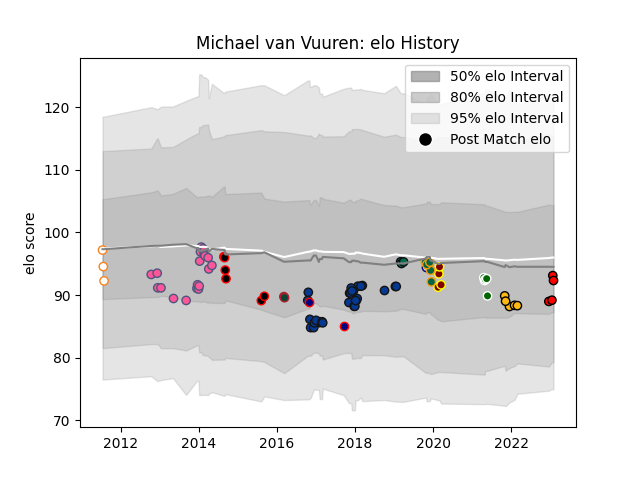 Michael van Vuuren: elo History
50% elo Interval
80% elo Interval
95% elo Interval
Post Match elo
elo score
120
110
100
90
80
70
2012
2014
2016
2018
2020
2022